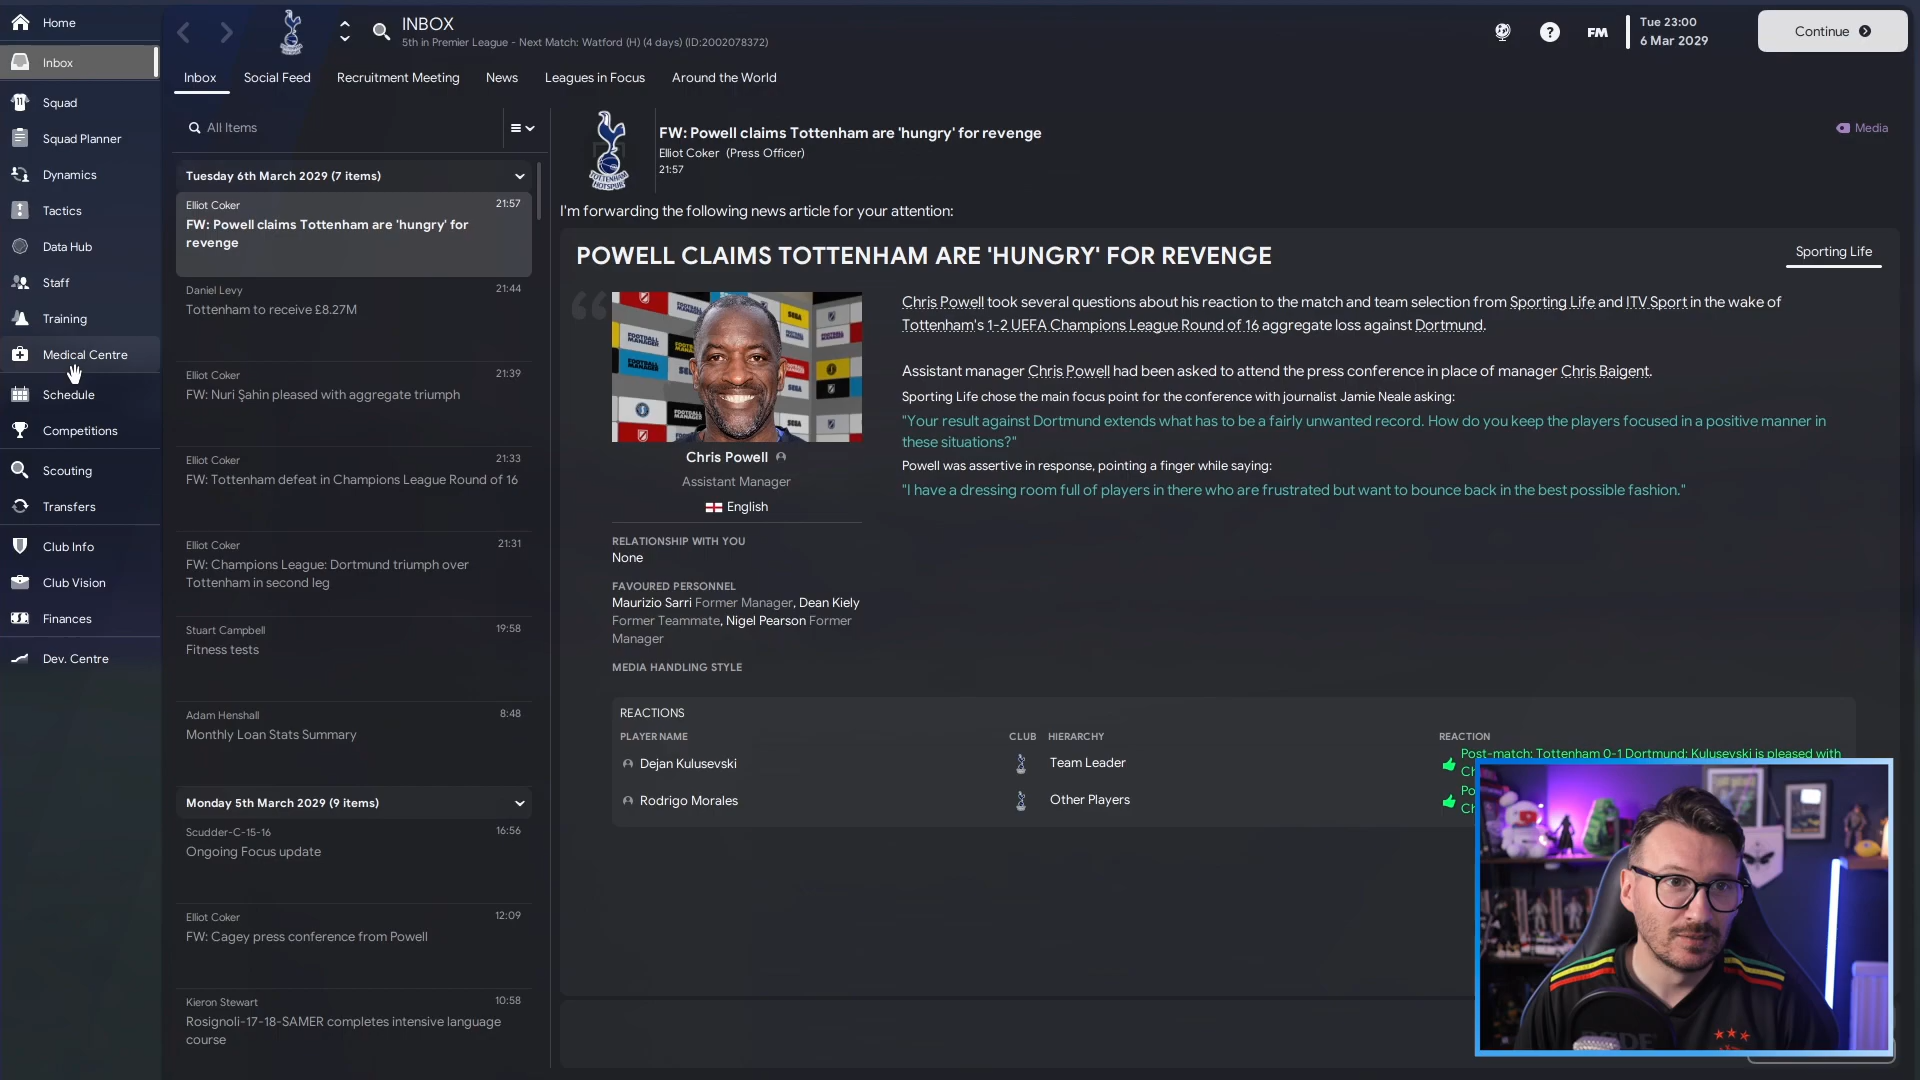 Home
Inbox
Squad
Squad Planner
Dynamics
Tactics
Data Hub
Staff
Training
Medical Centre
Schedule
Competitions
Scouting
Transfers
Club Info
Club Vision
Finances
Dev. Centre
INBOX
5th in Premier League - Next Match: Watford (H) (4 days) (ID:2002078372)
FM
Tue 23:00
6 Mar 2029
Continue
Inbox
Social Feed
Recruitment Meeting
News
Leagues in Focus
Around the World
All Items
Tuesday 6th March 2029 (7 items)
Elliot Coker 21:57
FW: Powell claims Tottenham are 'hungry' for
revenge
Daniel Levy 21:44
Tottenham to receive £8.27M
Elliot Coker 21:39
FW: Nuri Şahin pleased with aggregate triumph
Elliot Coker 21:33
FW: Tottenham defeat in Champions League Round of 16
Elliot Coker 21:31
FW: Champions League: Dortmund triumph over
Tottenham in second leg
Stuart Campbell 19:58
Fitness tests
Adam Henshall 8:48
Monthly Loan Stats Summary
Monday 5th March 2029 (9 items)
Scudder-C-15-16 16:56
Ongoing Focus update
Elliot Coker 12:09
FW: Cagey press conference from Powell
Kieron Stewart 10:58
Rosignoli-17-18-SAMER completes intensive language
course
TOTTENHAM
HOTSPUR
FW: Powell claims Tottenham are 'hungry' for revenge
Elliot Coker (Press Officer)
21:57
Media
I'm forwarding the following news article for your attention:
POWELL CLAIMS TOTTENHAM ARE 'HUNGRY' FOR REVENGE
Sporting Life
Chris Powell
Assistant Manager
English
RELATIONSHIP WITH YOU
None
FAVOURED PERSONNEL
Maurizio Sarri Former Manager, Dean Kiely
Former Teammate, Nigel Pearson Former
Manager
MEDIA HANDLING STYLE
Chris Powell took several questions about his reaction to the match and team selection from Sporting Life and ITV Sport in the wake of
Tottenham's 1-2 UEFA Champions League Round of 16 aggregate loss against Dortmund.
Assistant manager Chris Powell had been asked to attend the press conference in place of manager Chris Baigent.
Sporting Life chose the main focus point for the conference with journalist Jamie Neale asking:
"Your result against Dortmund extends what has to be a fairly unwanted record. How do you keep the players focused in a positive manner in
these situations?"
Powell was assertive in response, pointing a finger while saying:
"I have a dressing room full of players in there who are frustrated but want to bounce back in the best possible fashion."
REACTIONS
PLAYER NAME CLUB HIERARCHY REACTION
Dejan Kulusevski Team Leader Post-match: Tottenham 0-1 Dortmund: Kulusevski is pleased with
Ch
Rodrigo Morales Other Players Po
Ch